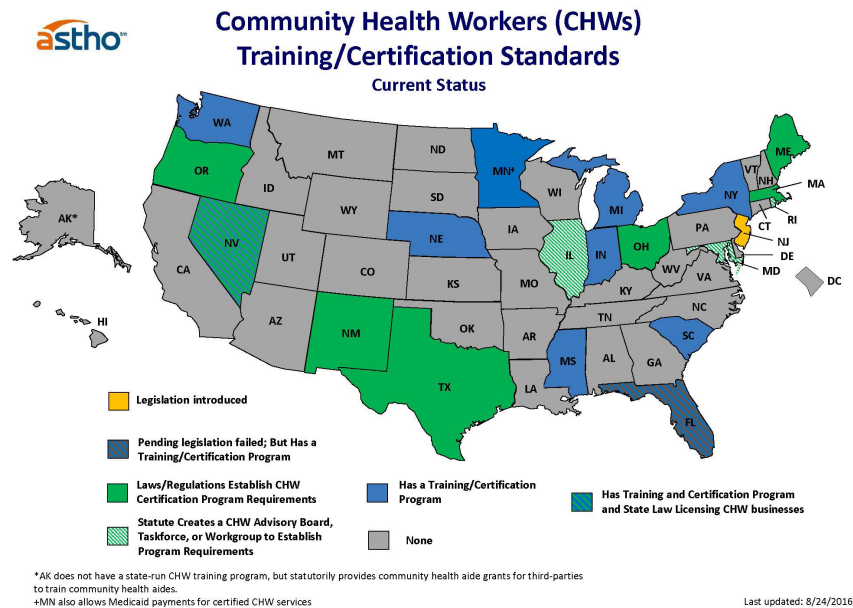 Community Health Workers (CHWs)
Training/Certification Standards
Current Status
astho™
WA
OR
MT
ND
MN+
ID
SD
WI
WY
MI
NY
VT
NH
ME
MA
RI
CT
NJ
DE
MD
DC
AK*
NV
UT
CO
NE
IA
IL
IN
OH
PA
WV
VA
CA
KS
MO
KY
NC
TN
SC
AZ
NM
OK
AR
MS
AL
GA
TX
LA
FL
HI
Legislation introduced
Pending legislation failed; But Has a
Training/Certification Program
Laws/Regulations Establish CHW
Certification Program Requirements
Statute Creates a CHW Advisory Board,
Taskforce, or Workgroup to Establish
Program Requirements
Has a Training/Certification
Program
None
Has Training and Certification Program
and State Law Licensing CHW businesses
*AK does not have a state-run CHW training program, but statutorily provides community health aide grants for third-parties
to train community health aides.
+MN also allows Medicaid payments for certified CHW services
Last updated: 8/24/2016